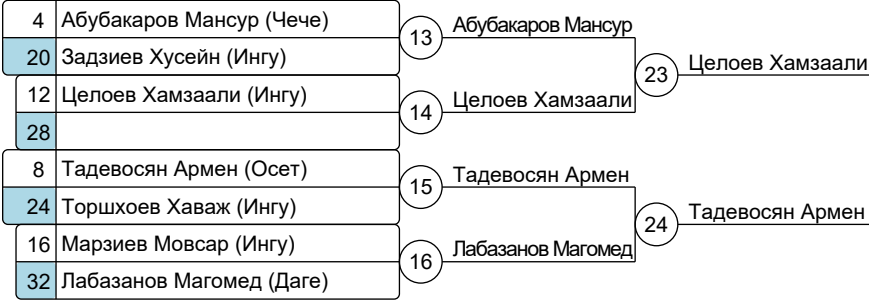 4 Абубакаров Мансур (Чече)
20 Задзиев Хусейн (Ингу)
13 Абубакаров Мансур
12 Целоев Хамзаали (Ингу)
28
14 Целоев Хамзаали
23 Целоев Хамзаали
8 Тадевосян Армен (Осет)
24 Торшхоев Хаваж (Ингу)
15 Тадевосян Армен
16 Марзиев Мовсар (Ингу)
32 Лабазанов Магомед (Даге)
16 Лабазанов Магомед
24 Тадевосян Армен